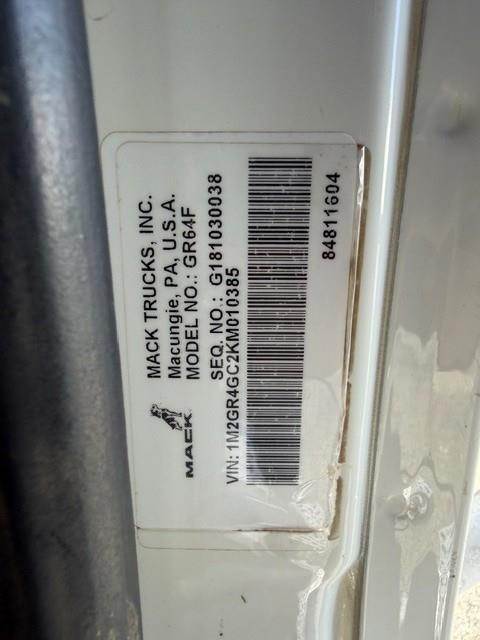 MACK
MACK TRUCKS, INC.
Macungie, PA, U.S.A.
MODEL NO.: GR64F
SEQ. NO.: G181030038
VIN: 1M2GR4GC2KM010385
84811604